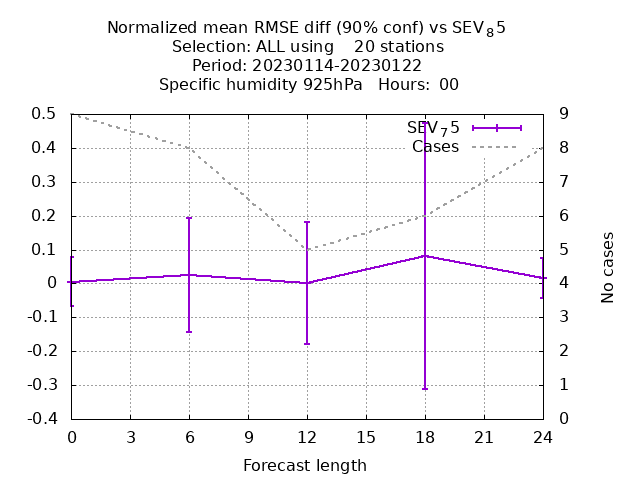 Normalized mean RMSE diff (90% conf) vs SEV₈5
Selection: ALL using 20 stations
Period: 20230114-20230122
Specific humidity 925hPa Hours: 00
SEV₇5
Cases
0.5
0.4
0.3
0.2
0.1
0
-0.1
-0.2
-0.3
-0.4
9
8
7
6
5
4
3
2
1
0
No cases
0 3 6 9 12 15 18 21 24
Forecast length